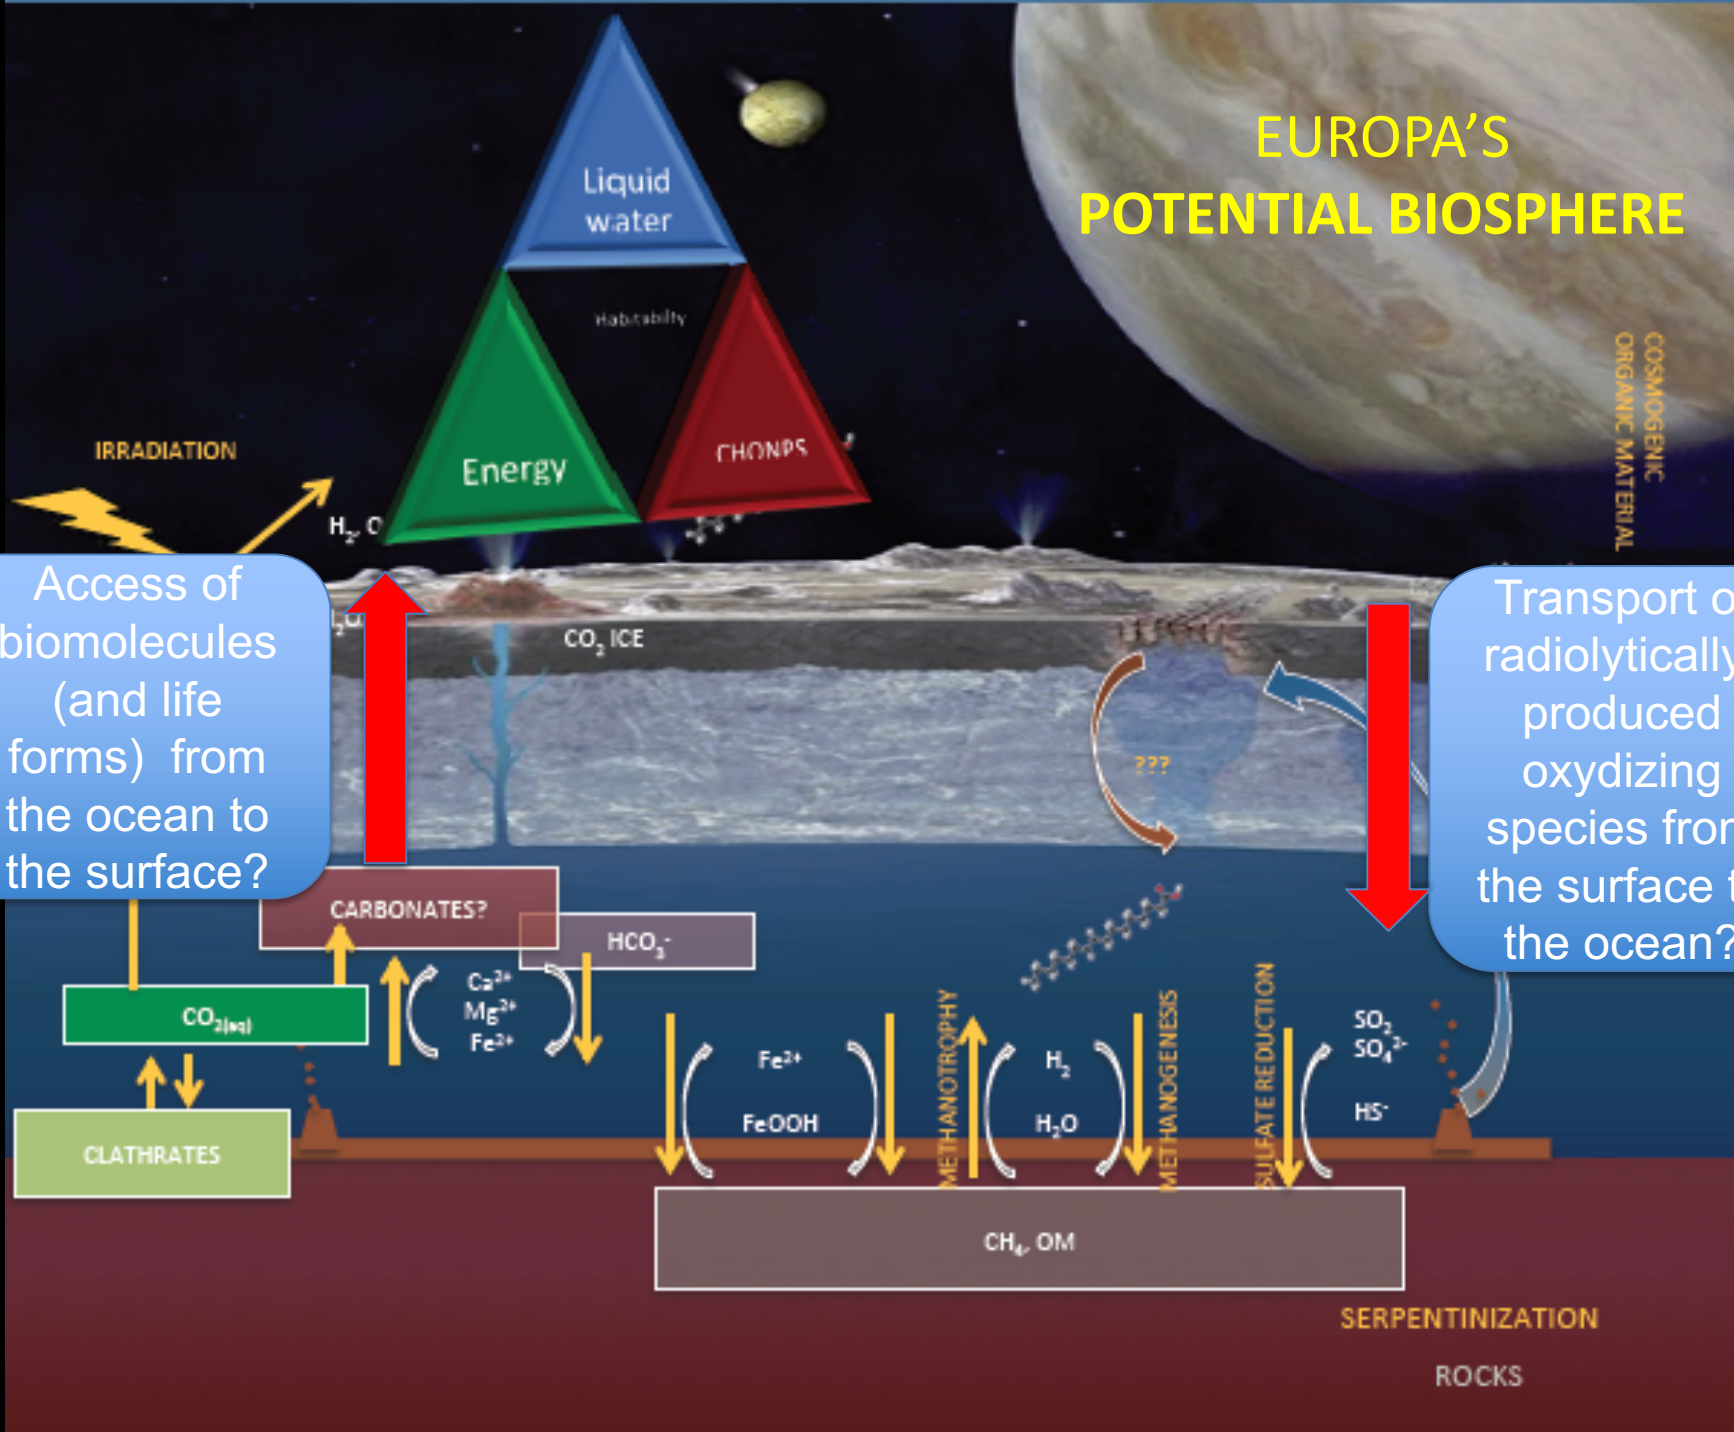 EUROPA'S
POTENTIAL BIOSPHERE
Liquid
water
Habitability
Energy
CHONPS
COSMOGENIC
ORGANIC MATERIAL
IRRADIATION
H₂, O
Access of
biomolecules
(and life
forms) from
the ocean to
the surface?
CO₂ ICE
???
Transport o
radiolytically
produced
oxydizing
species from
the surface t
the ocean?
CARBONATES?
HCO₃⁻
Ca²⁺
Mg²⁺
Fe²⁺
CO₂₍ₐq₎
CLATHRATES
Fe²⁺
FeOOH
METHANOTROPHY
H₂
H₂O
METHANOGENESIS
SULFATE REDUCTION
SO₂
SO₄²⁻
HS⁻
CH₄, OM
SERPENTINIZATION
ROCKS